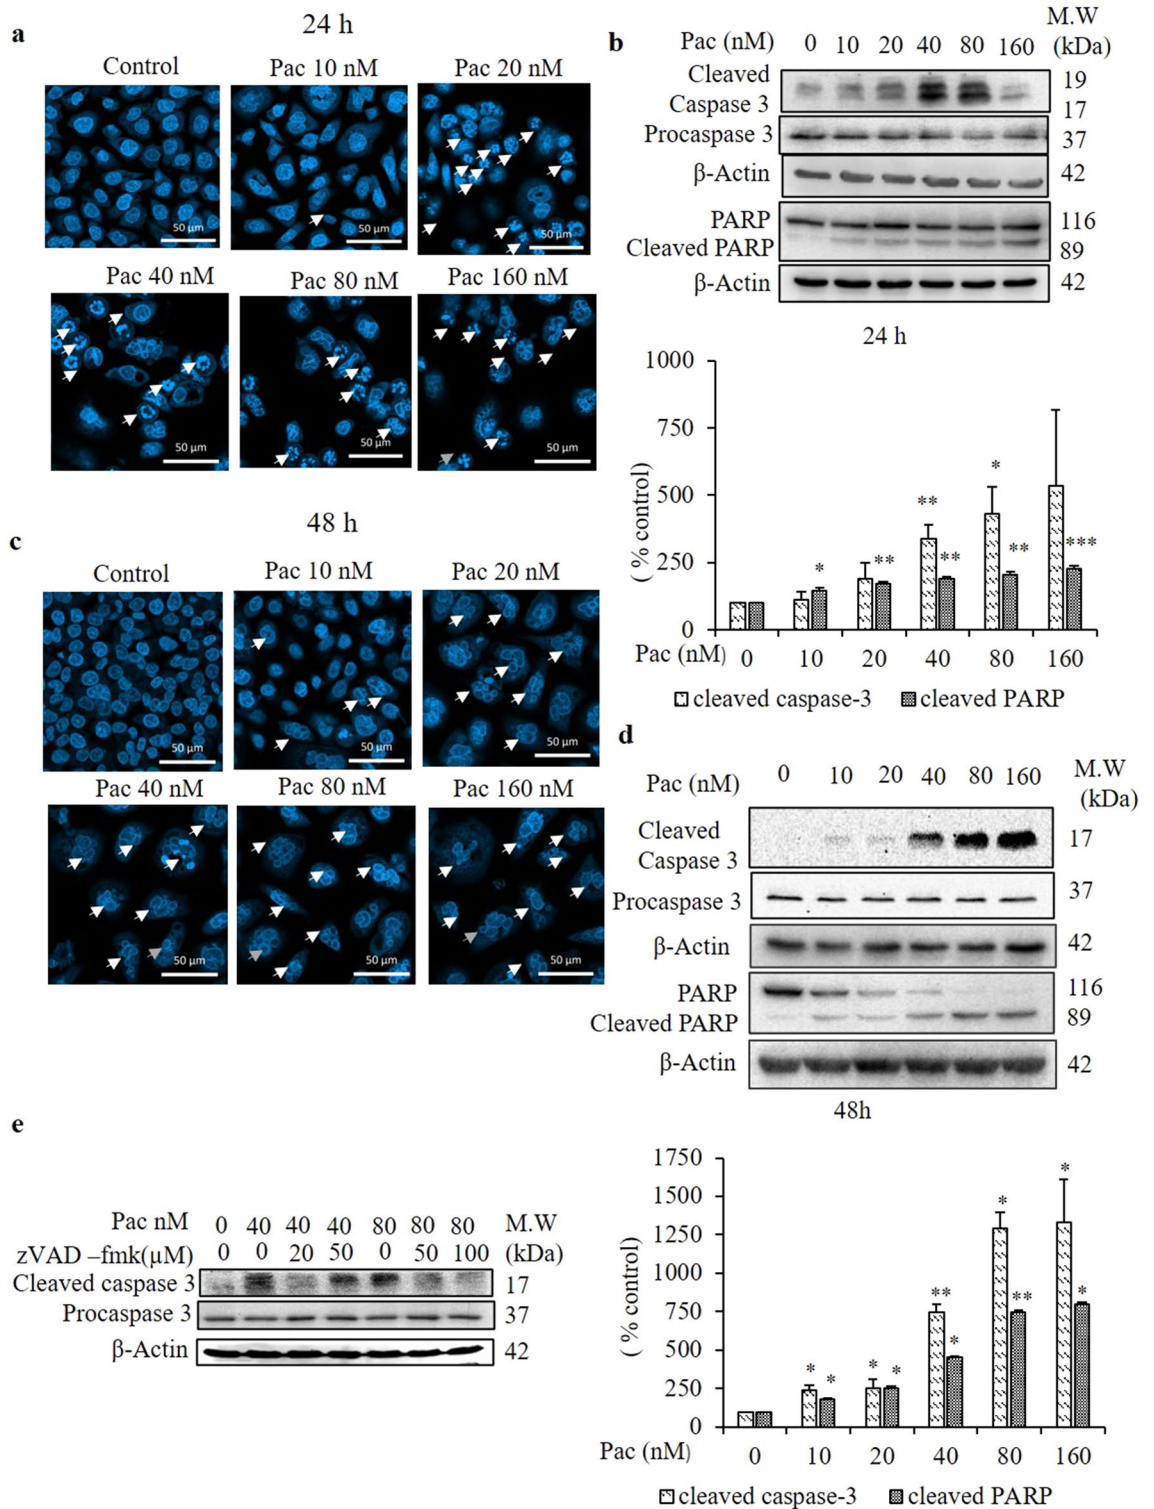 a
24 h
Control
Pac 10 nM
Pac 20 nM
50 µm
50 µm
50 µm
Pac 40 nM
Pac 80 nM
Pac 160 nM
50 µm
50 µm
50 µm
b
Pac (nM) 0 10 20 40 80 160
M.W
(kDa)
Cleaved
Caspase 3
19
17
Procaspase 3
37
β-Actin
42
PARP
116
Cleaved PARP
89
β-Actin
42
24 h
1000
750
500
250
0
( % control)
* ** ** ** * ** ***
Pac (nM) 0 10 20 40 80 160
cleaved caspase-3 cleaved PARP
c
48 h
Control
Pac 10 nM
Pac 20 nM
50 µm
50 µm
50 µm
Pac 40 nM
Pac 80 nM
Pac 160 nM
50 µm
50 µm
50 µm
d
Pac (nM) 0 10 20 40 80 160
M.W
(kDa)
Cleaved
Caspase 3
17
Procaspase 3
37
β-Actin
42
PARP
116
Cleaved PARP
89
β-Actin
42
48h
1750
1500
1250
1000
750
500
250
0
( % control)
* * * * ** * * ** * *
Pac (nM) 0 10 20 40 80 160
cleaved caspase-3 cleaved PARP
e
Pac nM 0 40 40 40 80 80 80 M.W
zVAD –fmk(µM) 0 0 20 50 0 50 100 (kDa)
Cleaved caspase 3 17
Procaspase 3 37
β-Actin 42